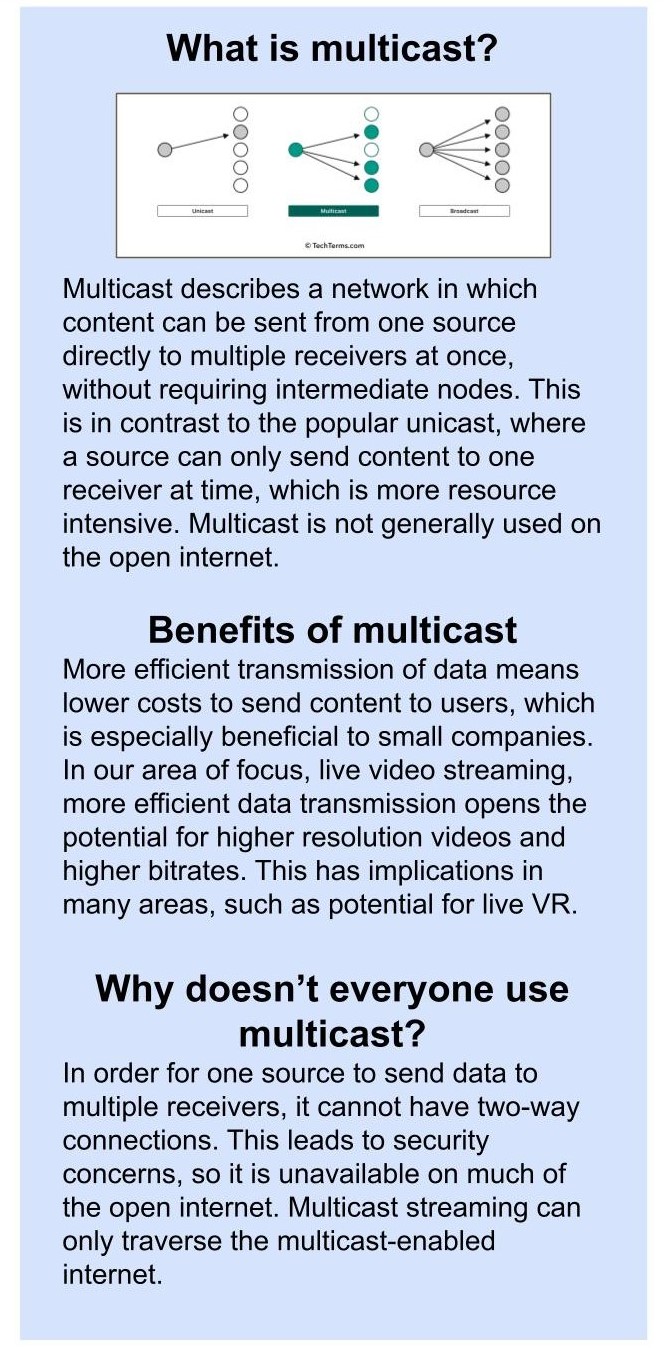 What is multicast?
Unicast
Multicast
Broadcast
© TechTerms.com
Multicast describes a network in which
content can be sent from one source
directly to multiple receivers at once,
without requiring intermediate nodes. This
is in contrast to the popular unicast, where
a source can only send content to one
receiver at time, which is more resource
intensive. Multicast is not generally used on
the open internet.
Benefits of multicast
More efficient transmission of data means
lower costs to send content to users, which
is especially beneficial to small companies.
In our area of focus, live video streaming,
more efficient data transmission opens the
potential for higher resolution videos and
higher bitrates. This has implications in
many areas, such as potential for live VR.
Why doesn’t everyone use
multicast?
In order for one source to send data to
multiple receivers, it cannot have two-way
connections. This leads to security
concerns, so it is unavailable on much of
the open internet. Multicast streaming can
only traverse the multicast-enabled
internet.